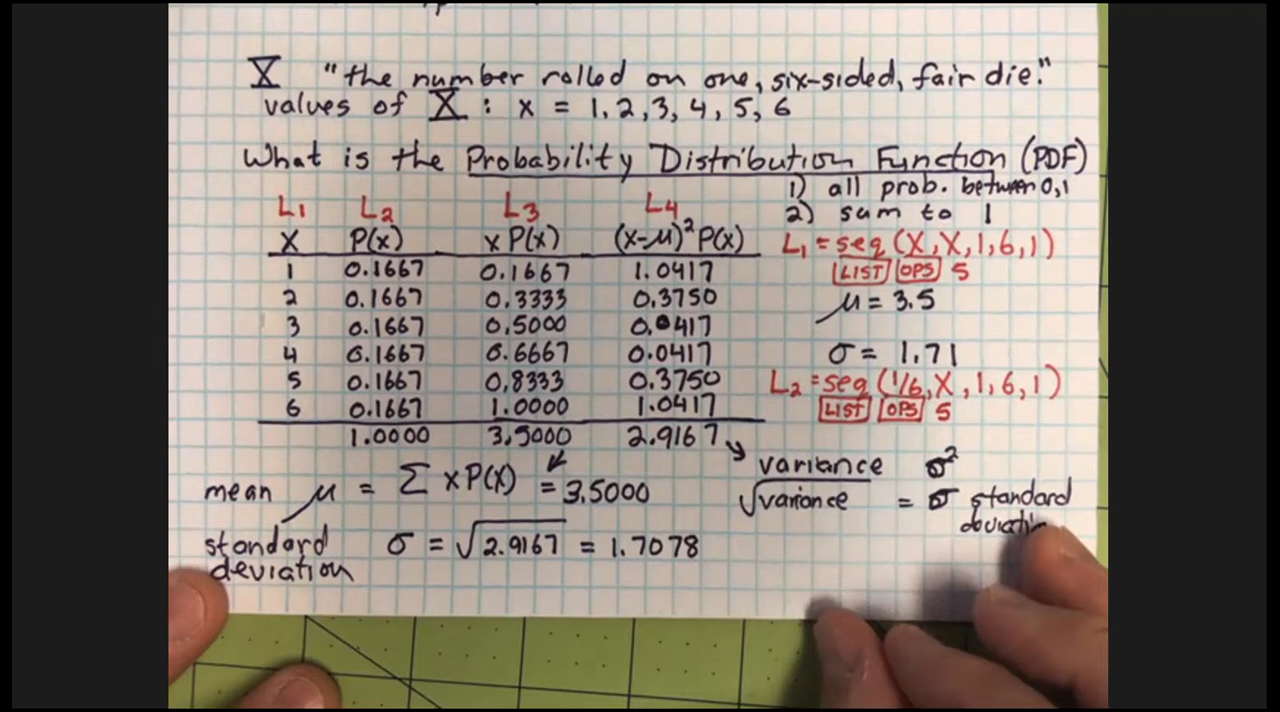 X "the number rolled on one, six-sided, fair die."
values of X : x = 1, 2, 3, 4, 5, 6
What is the Probability Distribution Function (PDF)
1) all prob. between 0,1
2) sum to 1
L1 L2 L3 L4
X P(x) x P(x) (x-μ)² P(x)
1 0.1667 0.1667 1.0417
2 0.1667 0.3333 0.3750
3 0.1667 0.5000 0.0417
4 0.1667 0.6667 0.0417
5 0.1667 0.8333 0.3750
6 0.1667 1.0000 1.0417
1.0000 3.5000 2.9167
L1 = seq (X, X, 1, 6, 1)
LIST OPS 5
μ = 3.5
σ = 1.71
L2 = seq (1/6, X, 1, 6, 1)
LIST OPS 5
variance σ²
√variance = σ standard
deviation
mean μ = Σ x P(x) = 3.5000
standard
deviation σ = √2.9167 = 1.7078